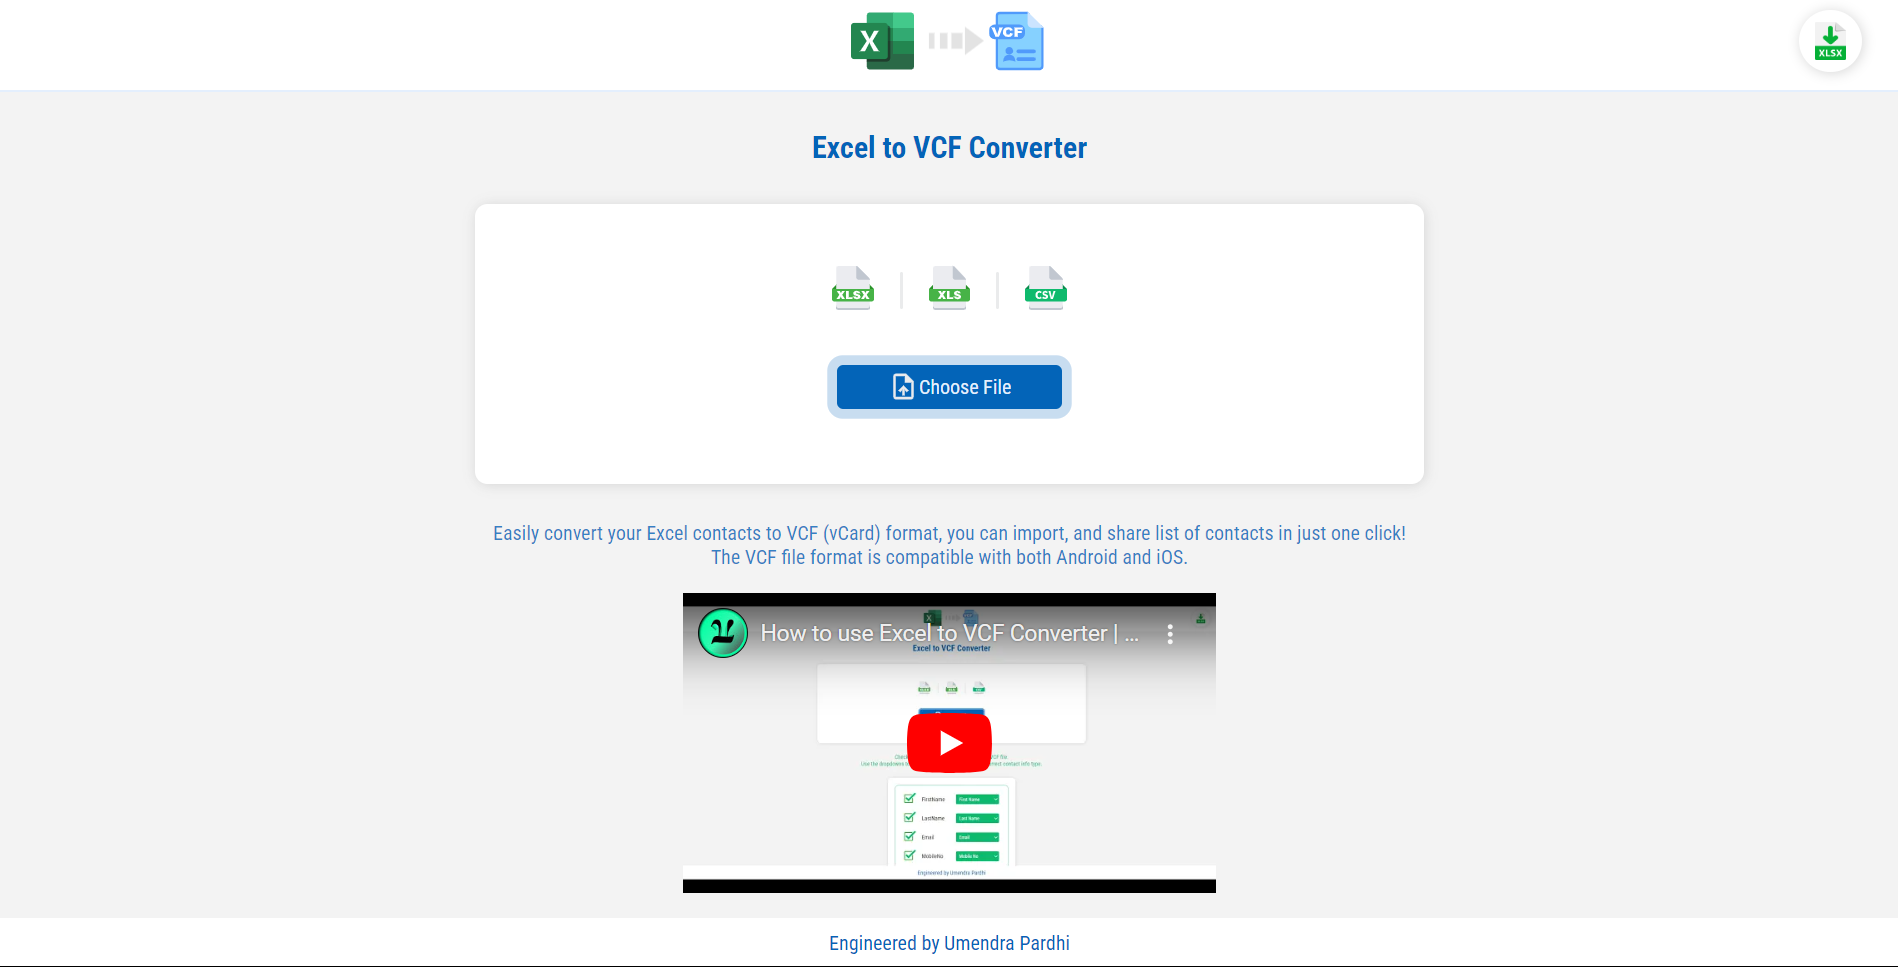 X
VCF
XLSX
Excel to VCF Converter
XLSX
XLS
CSV
Choose File
Easily convert your Excel contacts to VCF (vCard) format, you can import, and share list of contacts in just one click!
The VCF file format is compatible with both Android and iOS.
How to use Excel to VCF Converter | ...
Excel to VCF Converter
FirstName First Name
LastName Last Name
Email Email
MobileNo Mobile No
Engineered by Umendra Pardhi
Engineered by Umendra Pardhi